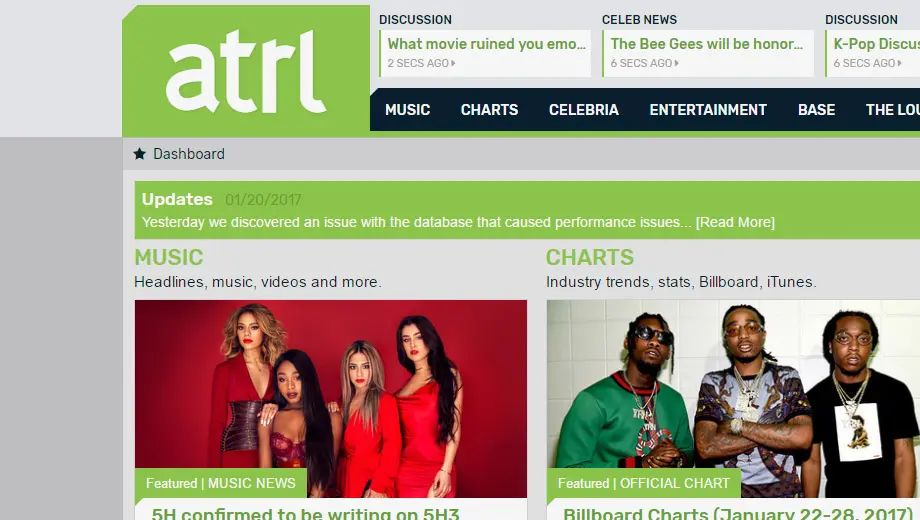 atrl
DISCUSSION
What movie ruined you emo...
2 SECS AGO
CELEB NEWS
The Bee Gees will be honor...
6 SECS AGO
DISCUSSION
K-Pop Discus
6 SECS AGO
MUSIC CHARTS CELEBRIA ENTERTAINMENT BASE THE LOU
Dashboard
Updates 01/20/2017
Yesterday we discovered an issue with the database that caused performance issues... [Read More]
MUSIC
Headlines, music, videos and more.
Featured | MUSIC NEWS
5H confirmed to be writing on 5H3
CHARTS
Industry trends, stats, Billboard, iTunes.
Featured | OFFICIAL CHART
Billboard Charts (January 22-28, 2017)